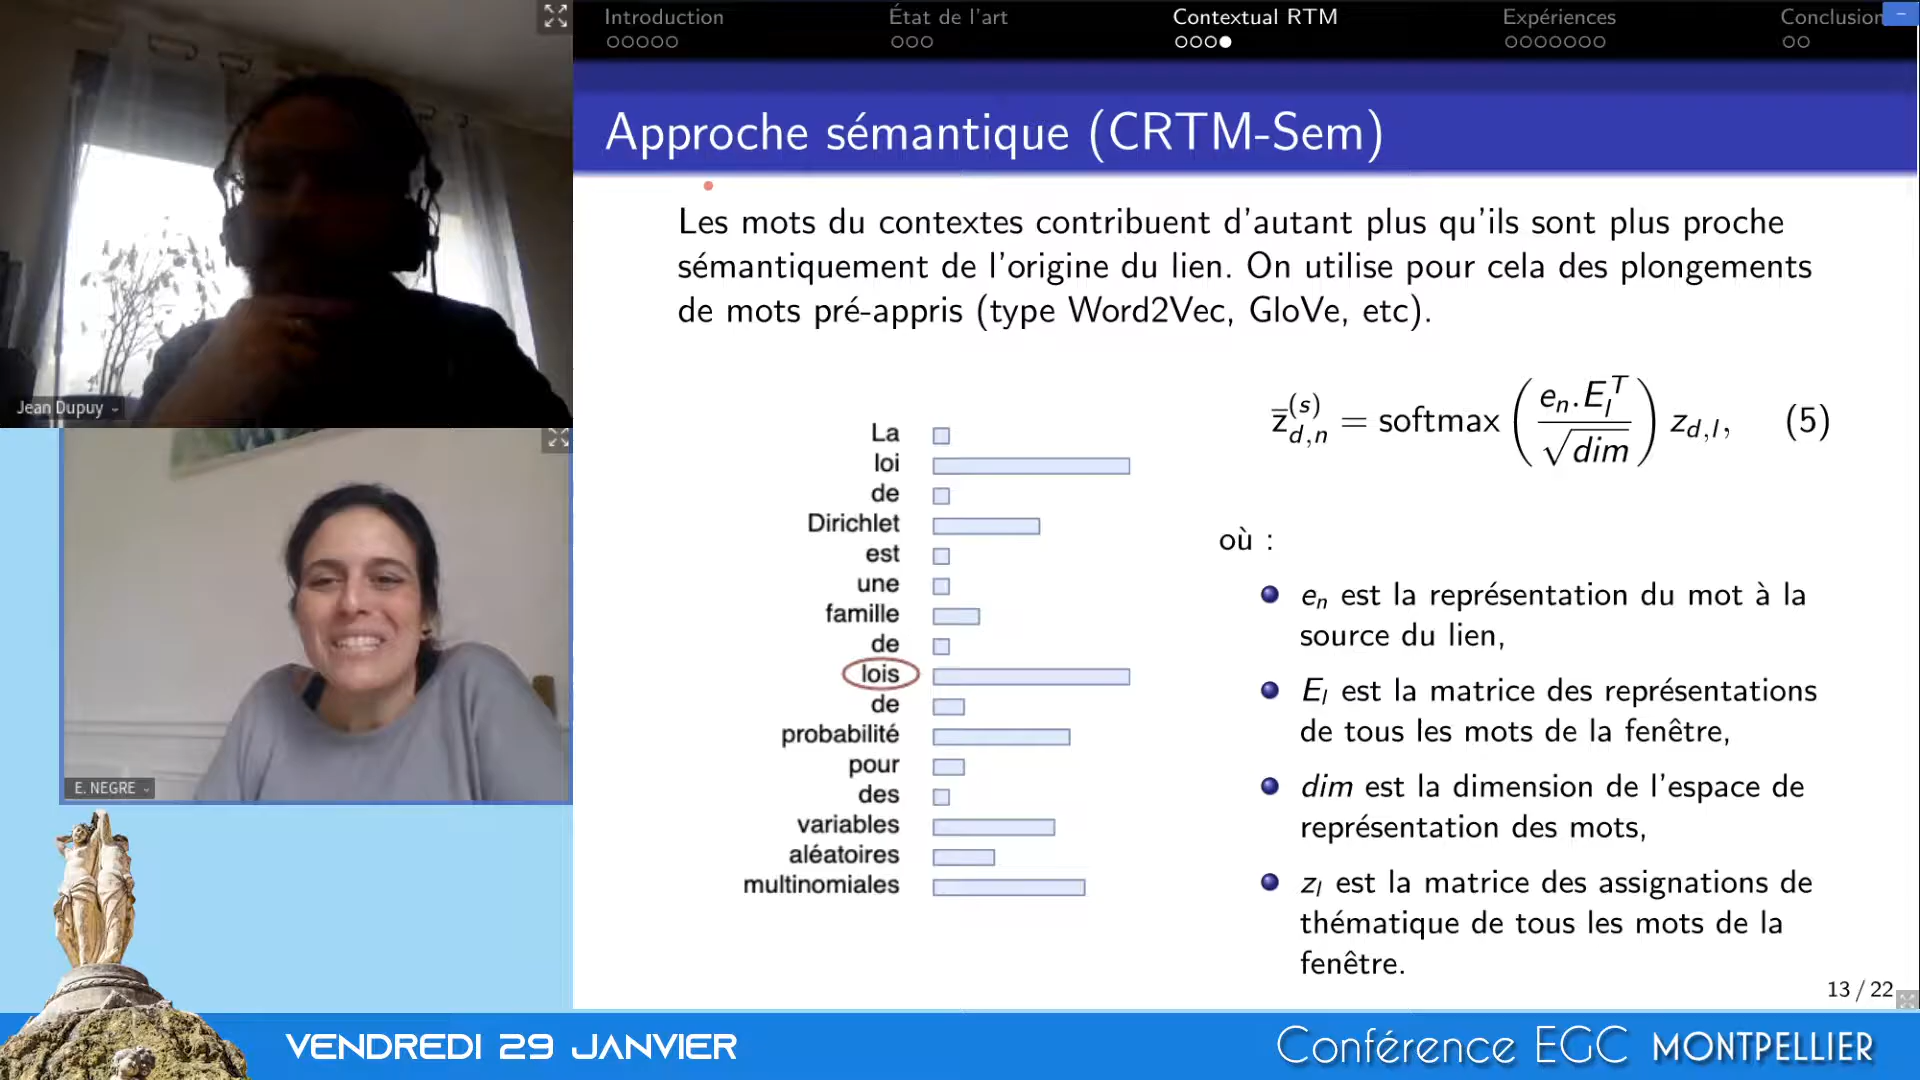 Introduction
État de l'art
Contextual RTM
Expériences
Conclusion
Approche sémantique (CRTM-Sem)
Les mots du contextes contribuent d'autant plus qu'ils sont plus proche
sémantiquement de l'origine du lien. On utilise pour cela des plongements
de mots pré-appris (type Word2Vec, GloVe, etc).
La
loi
de
Dirichlet
est
une
famille
de
lois
de
probabilité
pour
des
variables
aléatoires
multinomiales
z̄_{d,n}^{(s)} = softmax (e_n.E_l^T / √dim) z_{d,l}, (5)
où :
e_n est la représentation du mot à la
source du lien,
E_l est la matrice des représentations
de tous les mots de la fenêtre,
dim est la dimension de l'espace de
représentation des mots,
z_l est la matrice des assignations de
thématique de tous les mots de la
fenêtre.
13 / 22
Jean Dupuy
E. NEGRE
VENDREDI 29 JANVIER
Conférence EGC MONTPELLIER